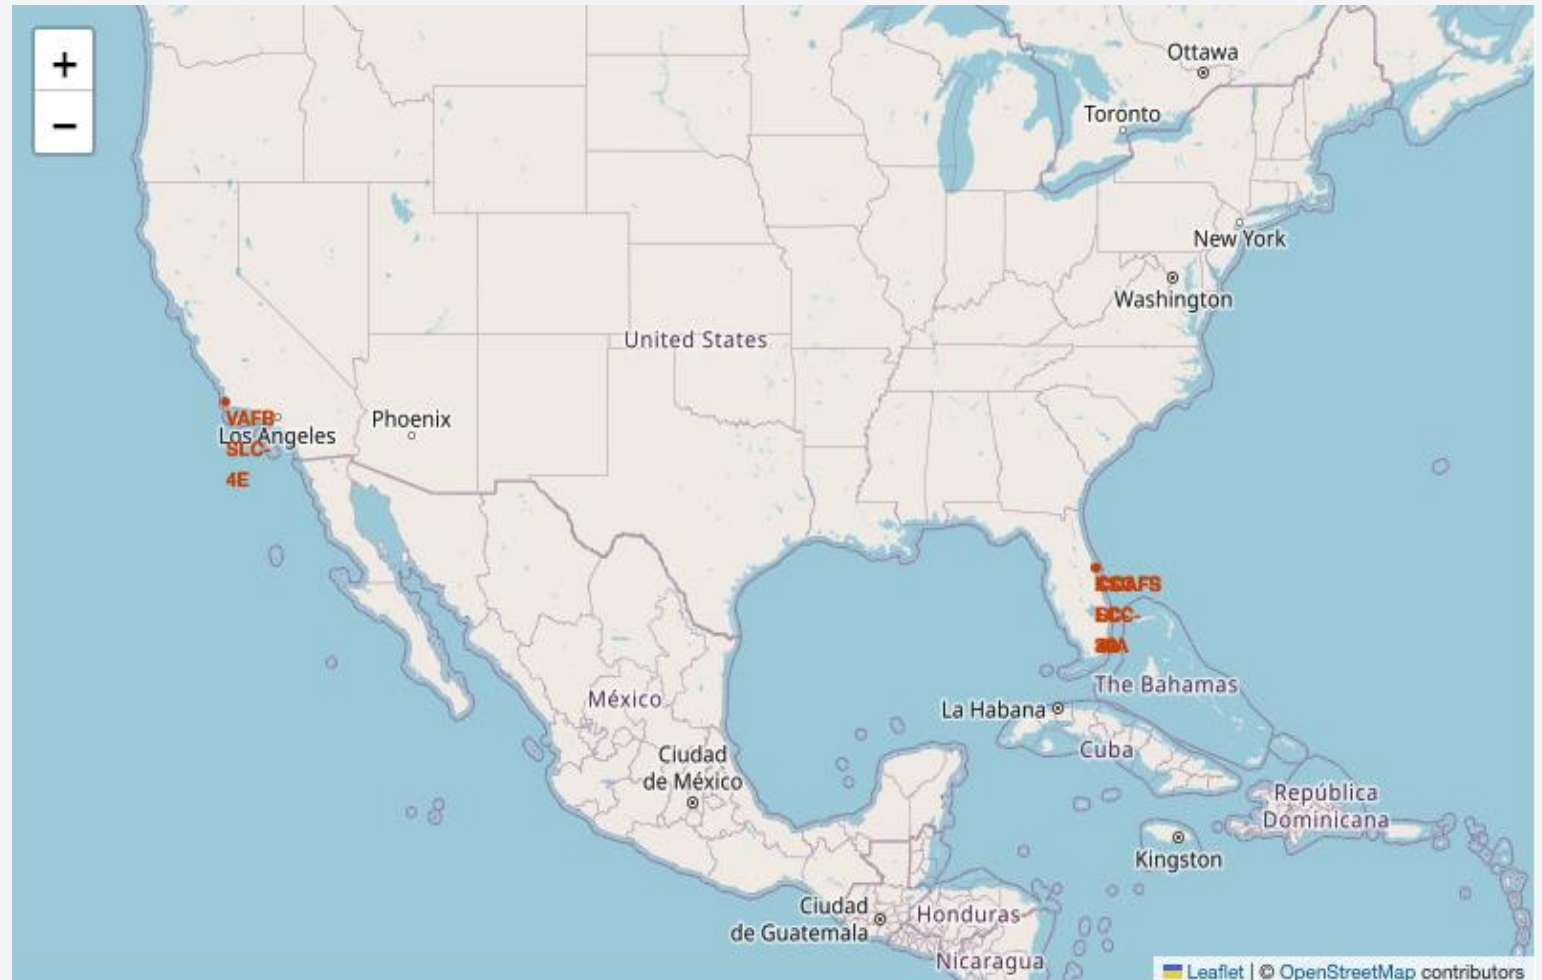 +
−
Ottawa
Toronto
New York
Washington
United States
VAFB
Los Angeles
SLC-
4E
Phoenix
México
Ciudad
de México
La Habana
The Bahamas
Cuba
República
Dominicana
Kingston
Ciudad
de Guatemala
Honduras
Nicaragua
Leaflet | © OpenStreetMap contributors